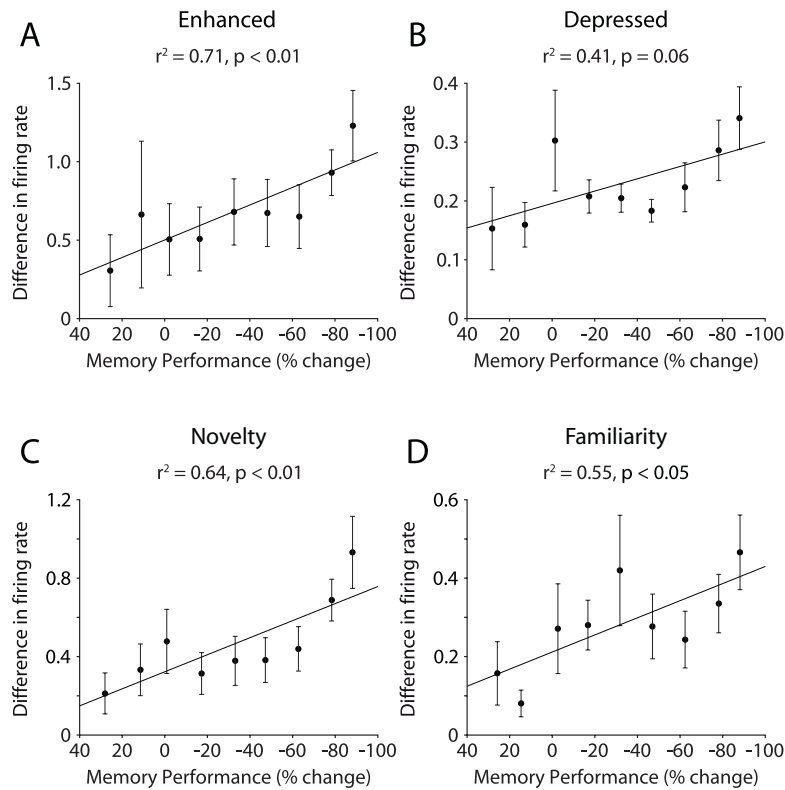 A
Enhanced
r² = 0.71, p < 0.01
Difference in firing rate
1.5
1.0
0.5
0
40 20 0 -20 -40 -60 -80 -100
Memory Performance (% change)
B
Depressed
r² = 0.41, p = 0.06
Difference in firing rate
0.4
0.3
0.2
0.1
0
40 20 0 -20 -40 -60 -80 -100
Memory Performance (% change)
C
Novelty
r² = 0.64, p < 0.01
Difference in firing rate
1.2
0.8
0.4
0
40 20 0 -20 -40 -60 -80 -100
Memory Performance (% change)
D
Familiarity
r² = 0.55, p < 0.05
Difference in firing rate
0.6
0.4
0.2
0
40 20 0 -20 -40 -60 -80 -100
Memory Performance (% change)